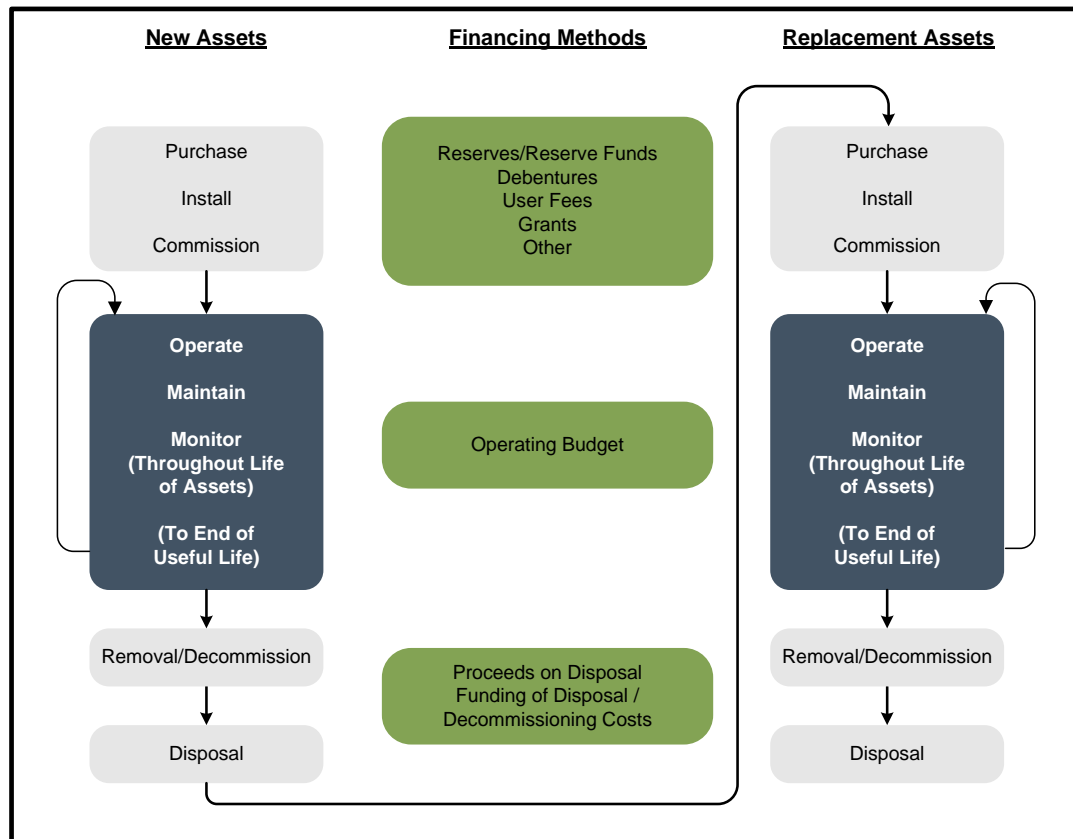 New Assets
Purchase
Install
Commission
Operate
Maintain
Monitor
(Throughout Life
of Assets)
(To End of
Useful Life)
Removal/Decommission
Disposal
Financing Methods
Reserves/Reserve Funds
Debentures
User Fees
Grants
Other
Operating Budget
Proceeds on Disposal
Funding of Disposal /
Decommissioning Costs
Replacement Assets
Purchase
Install
Commission
Operate
Maintain
Monitor
(Throughout Life
of Assets)
(To End of
Useful Life)
Removal/Decommission
Disposal